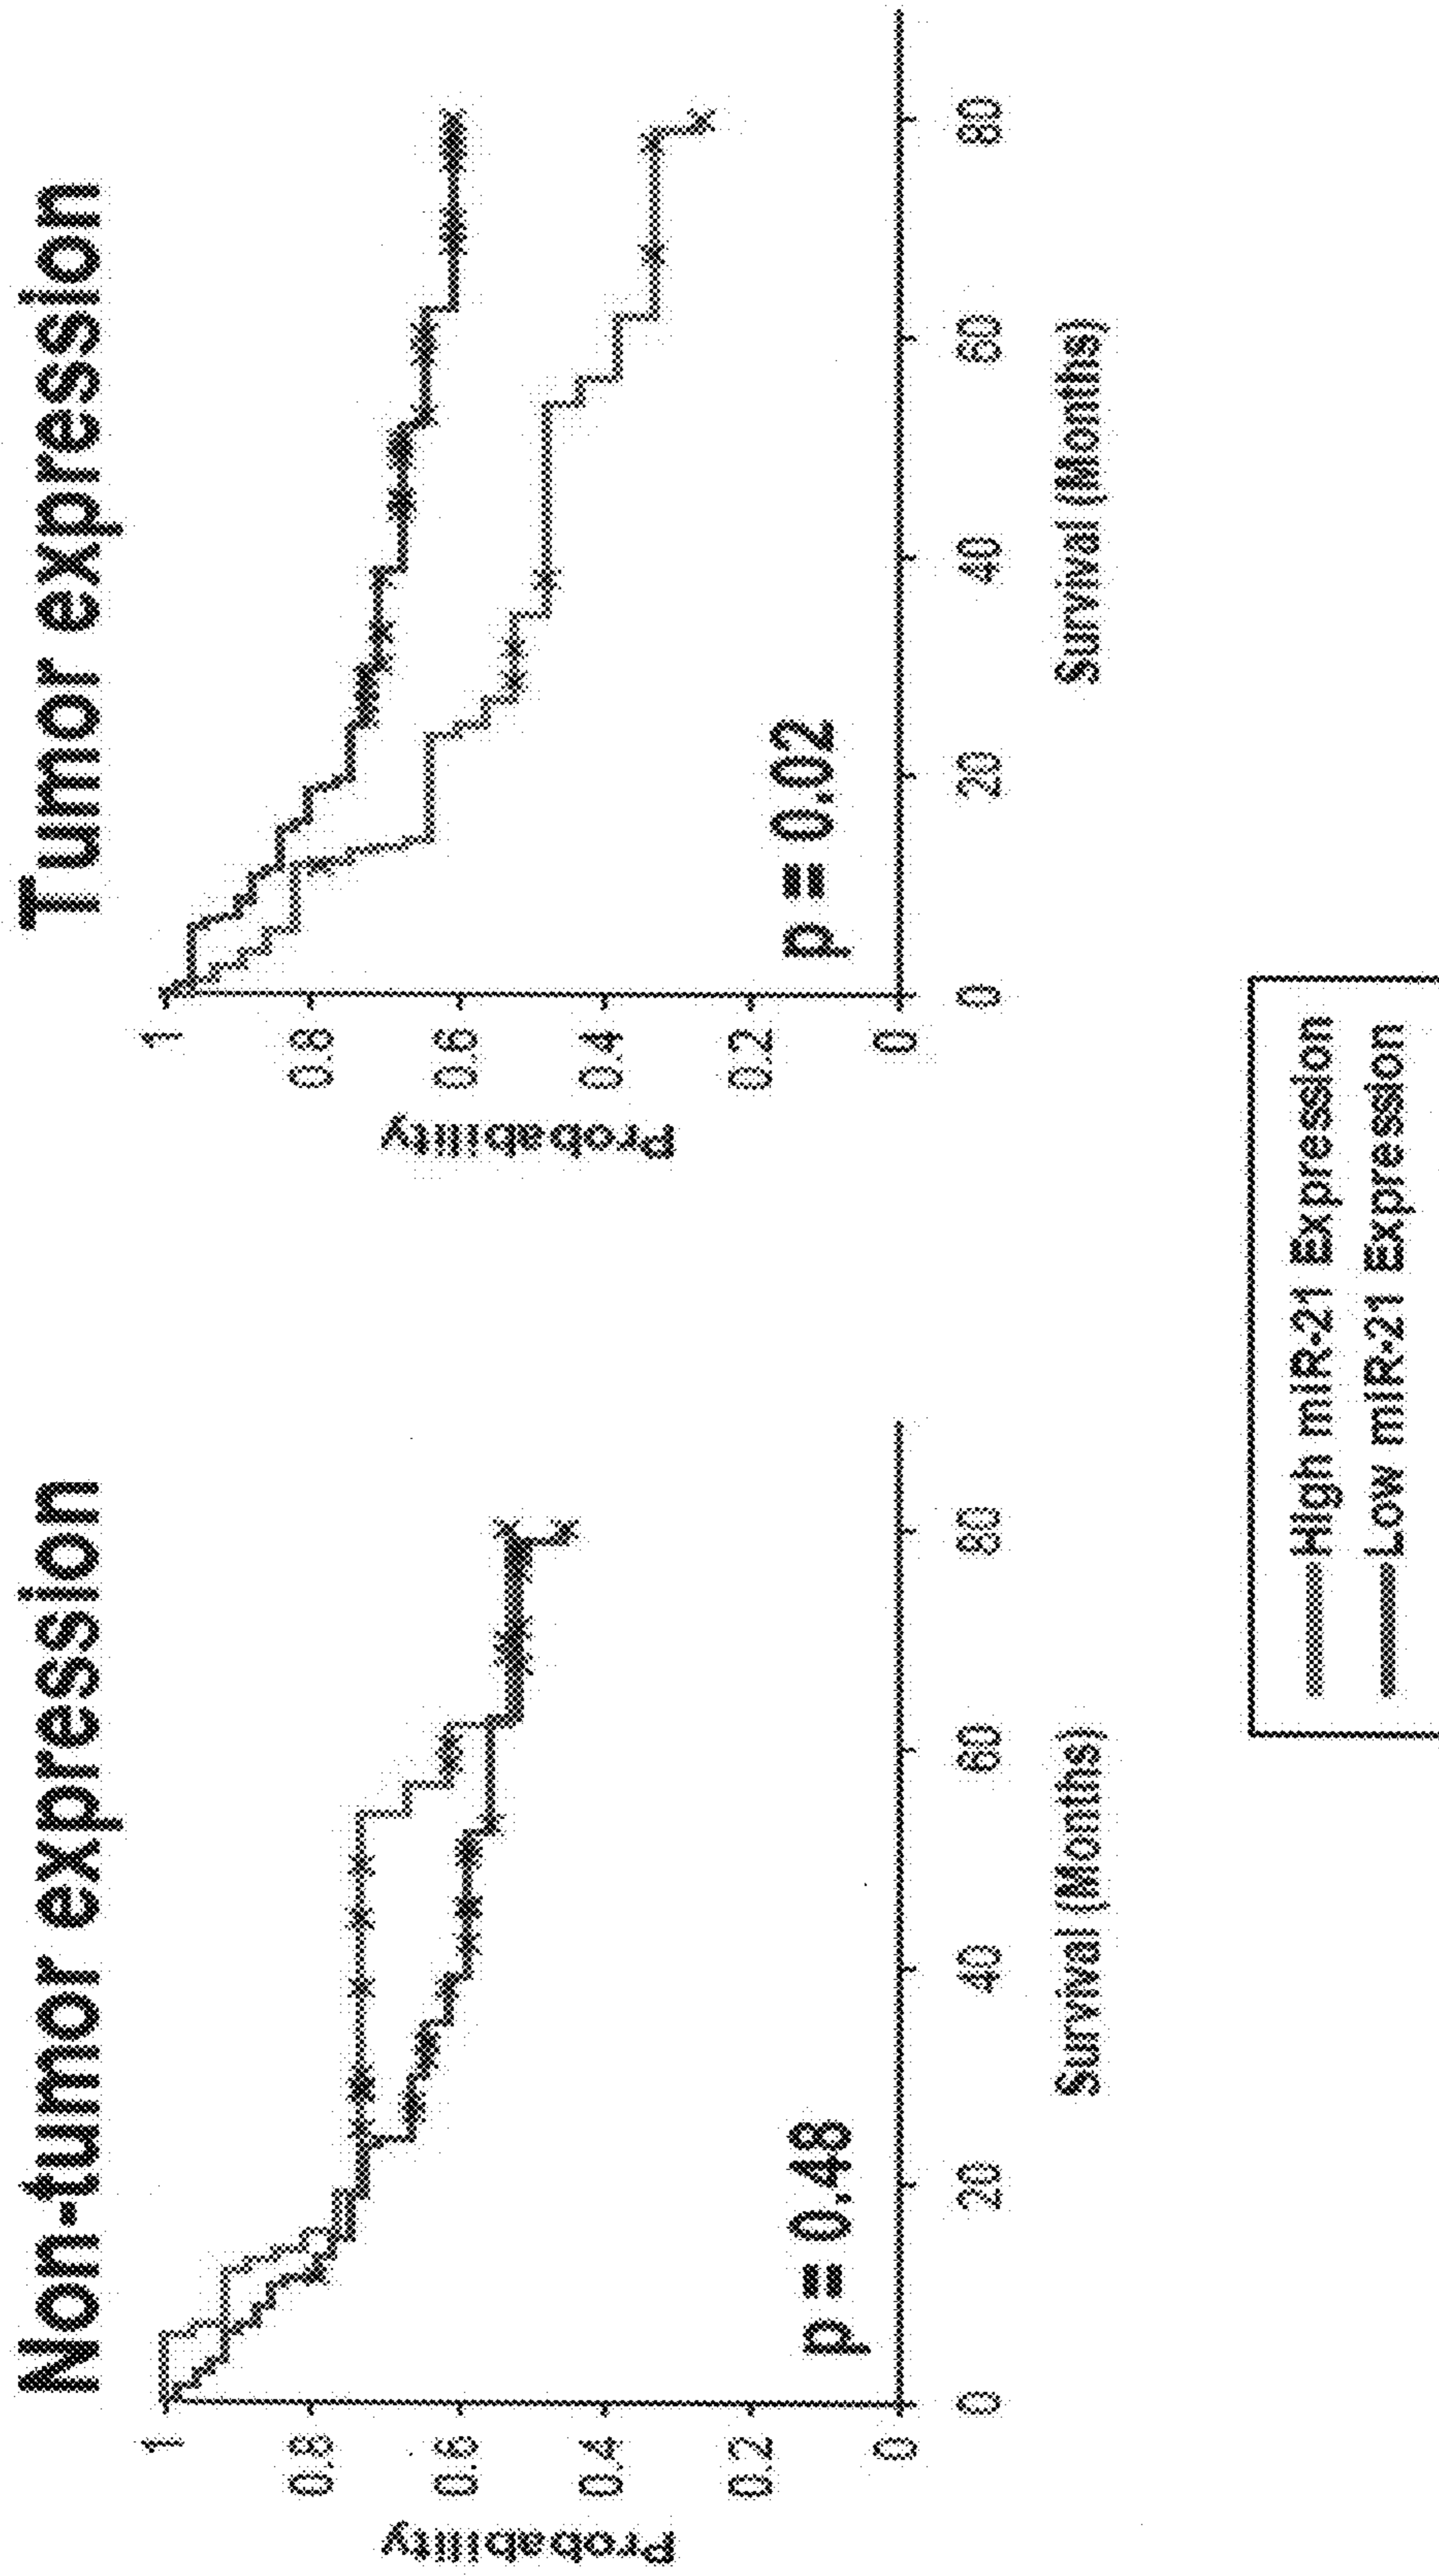 Non-tumor expression
Probability
1
0.8
0.6
0.4
0.2
0
p = 0.48
0
20
40
60
80
Survival (Months)
Tumor expression
Probability
1
0.8
0.6
0.4
0.2
0
p = 0.02
0
20
40
60
80
Survival (Months)
High miR-21 Expression
Low miR-21 Expression